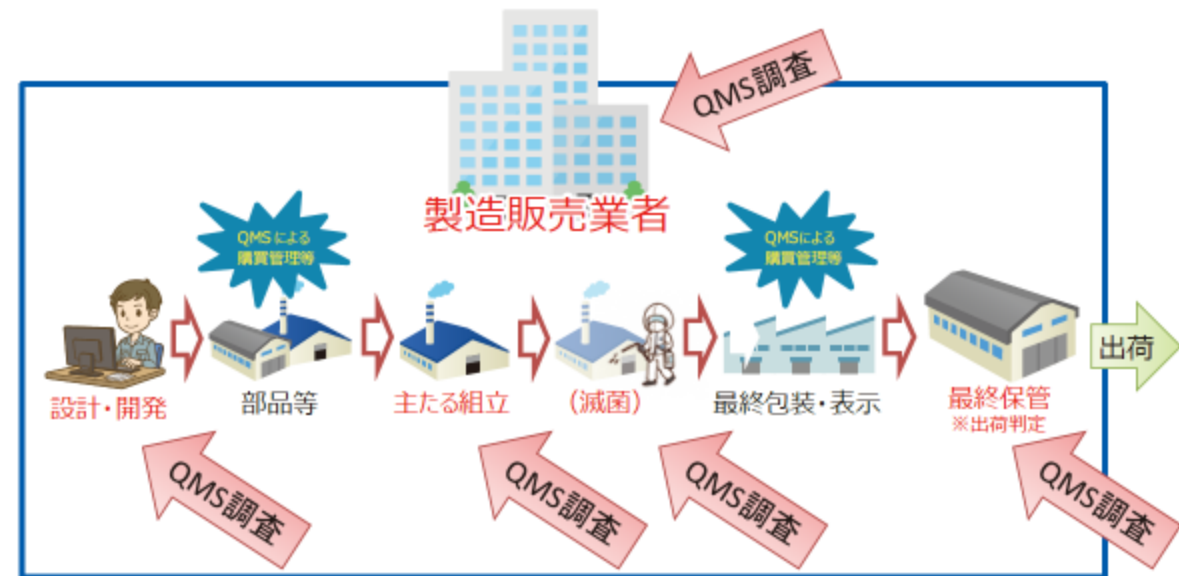 QMS調査
製造販売業者
QMSによる
購買管理等
QMSによる
購買管理等
設計・開発
部品等
主たる組立
（滅菌）
最終包装・表示
最終保管
※出荷判定
出荷
QMS調査
QMS調査
QMS調査
QMS調査